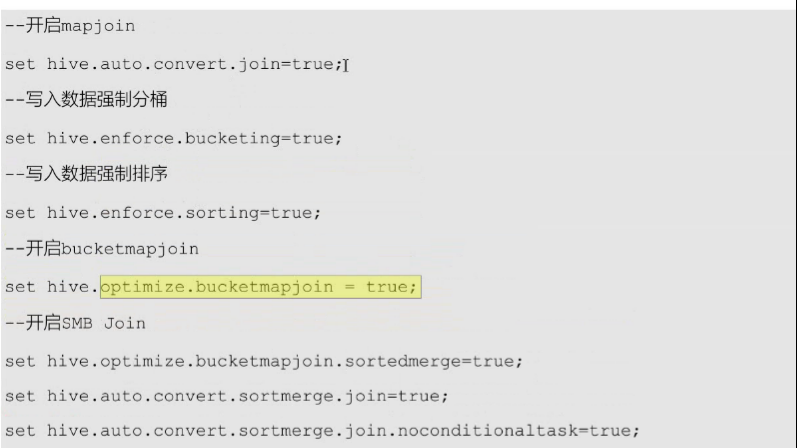 --开启mapjoin
set hive.auto.convert.join=true;
--写入数据强制分桶
set hive.enforce.bucketing=true;
--写入数据强制排序
set hive.enforce.sorting=true;
--开启bucketmapjoin
set hive.optimize.bucketmapjoin = true;
--开启SMB Join
set hive.optimize.bucketmapjoin.sortedmerge=true;
set hive.auto.convert.sortmerge.join=true;
set hive.auto.convert.sortmerge.join.noconditionaltask=true;